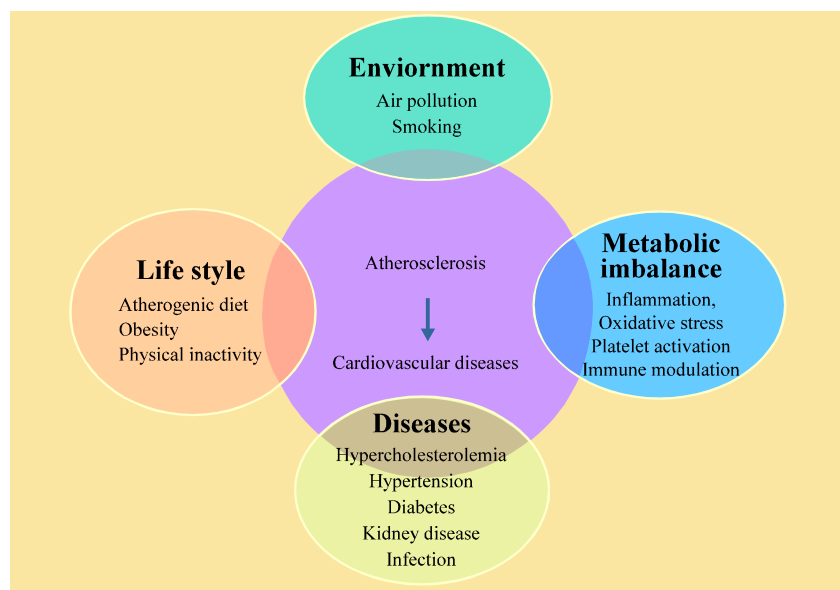 Enviornment
Air pollution
Smoking
Life style
Atherogenic diet
Obesity
Physical inactivity
Atherosclerosis
Cardiovascular diseases
Metabolic
imbalance
Inflammation,
Oxidative stress
Platelet activation
Immune modulation
Diseases
Hypercholesterolemia
Hypertension
Diabetes
Kidney disease
Infection